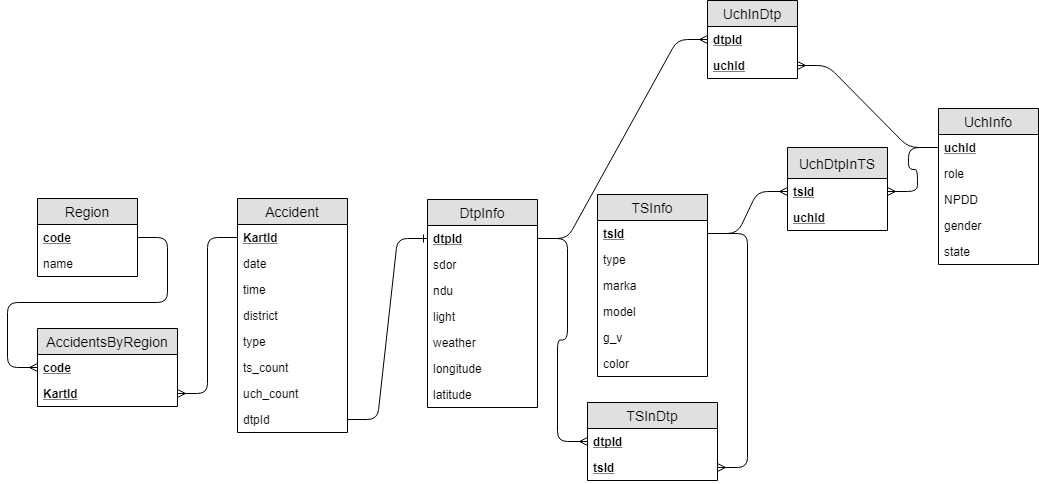 UchInDtp
dtpId
uchId
UchInfo
uchId
role
NPDD
gender
state
UchDtpInTS
tsId
uchId
TSInfo
tsId
type
marka
model
g_v
color
Region
code
name
Accident
KartId
date
time
district
type
ts_count
uch_count
dtpId
DtpInfo
dtpId
sdor
ndu
light
weather
longitude
latitude
AccidentsByRegion
code
KartId
TSInDtp
dtpId
tsId